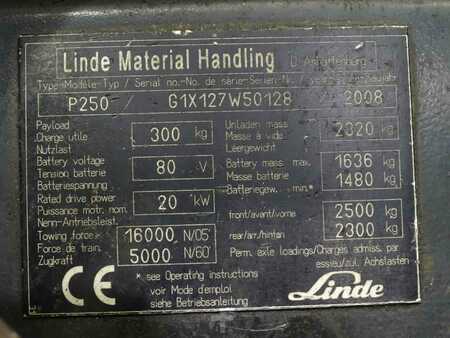 Linde Material Handling D-Aschaffenburg
Type-Modèle-Typ / Serial no.-No. de série-Serien-Nr.
P250 / G1X127W50128 / 2008
Payload
Charge utile 300 kg
Nutzlast
Battery voltage
Tension batterie 80 V
Batteriespannung
Rated drive power
Puissance motr. nom. 20 kW
Nenn-Antriebsleist.
Towing force 16000 N/05'
Force de train. 5000 N/60'
Zugkraft
Unladen mass
Masse à vide 2320 kg
Leergewicht
Battery mass max. 1636 kg
Masse batterie
Batteriegew. min. 1480 kg
front/avant/vorne 2500 kg
rear/arr./hinten 2300 kg
Perm. axle loadings/Charges admiss. par
essieu/zul. Achslasten
CE
* see Operating instructions
voir Mode d'emploi
siehe Betriebsanleitung
Linde